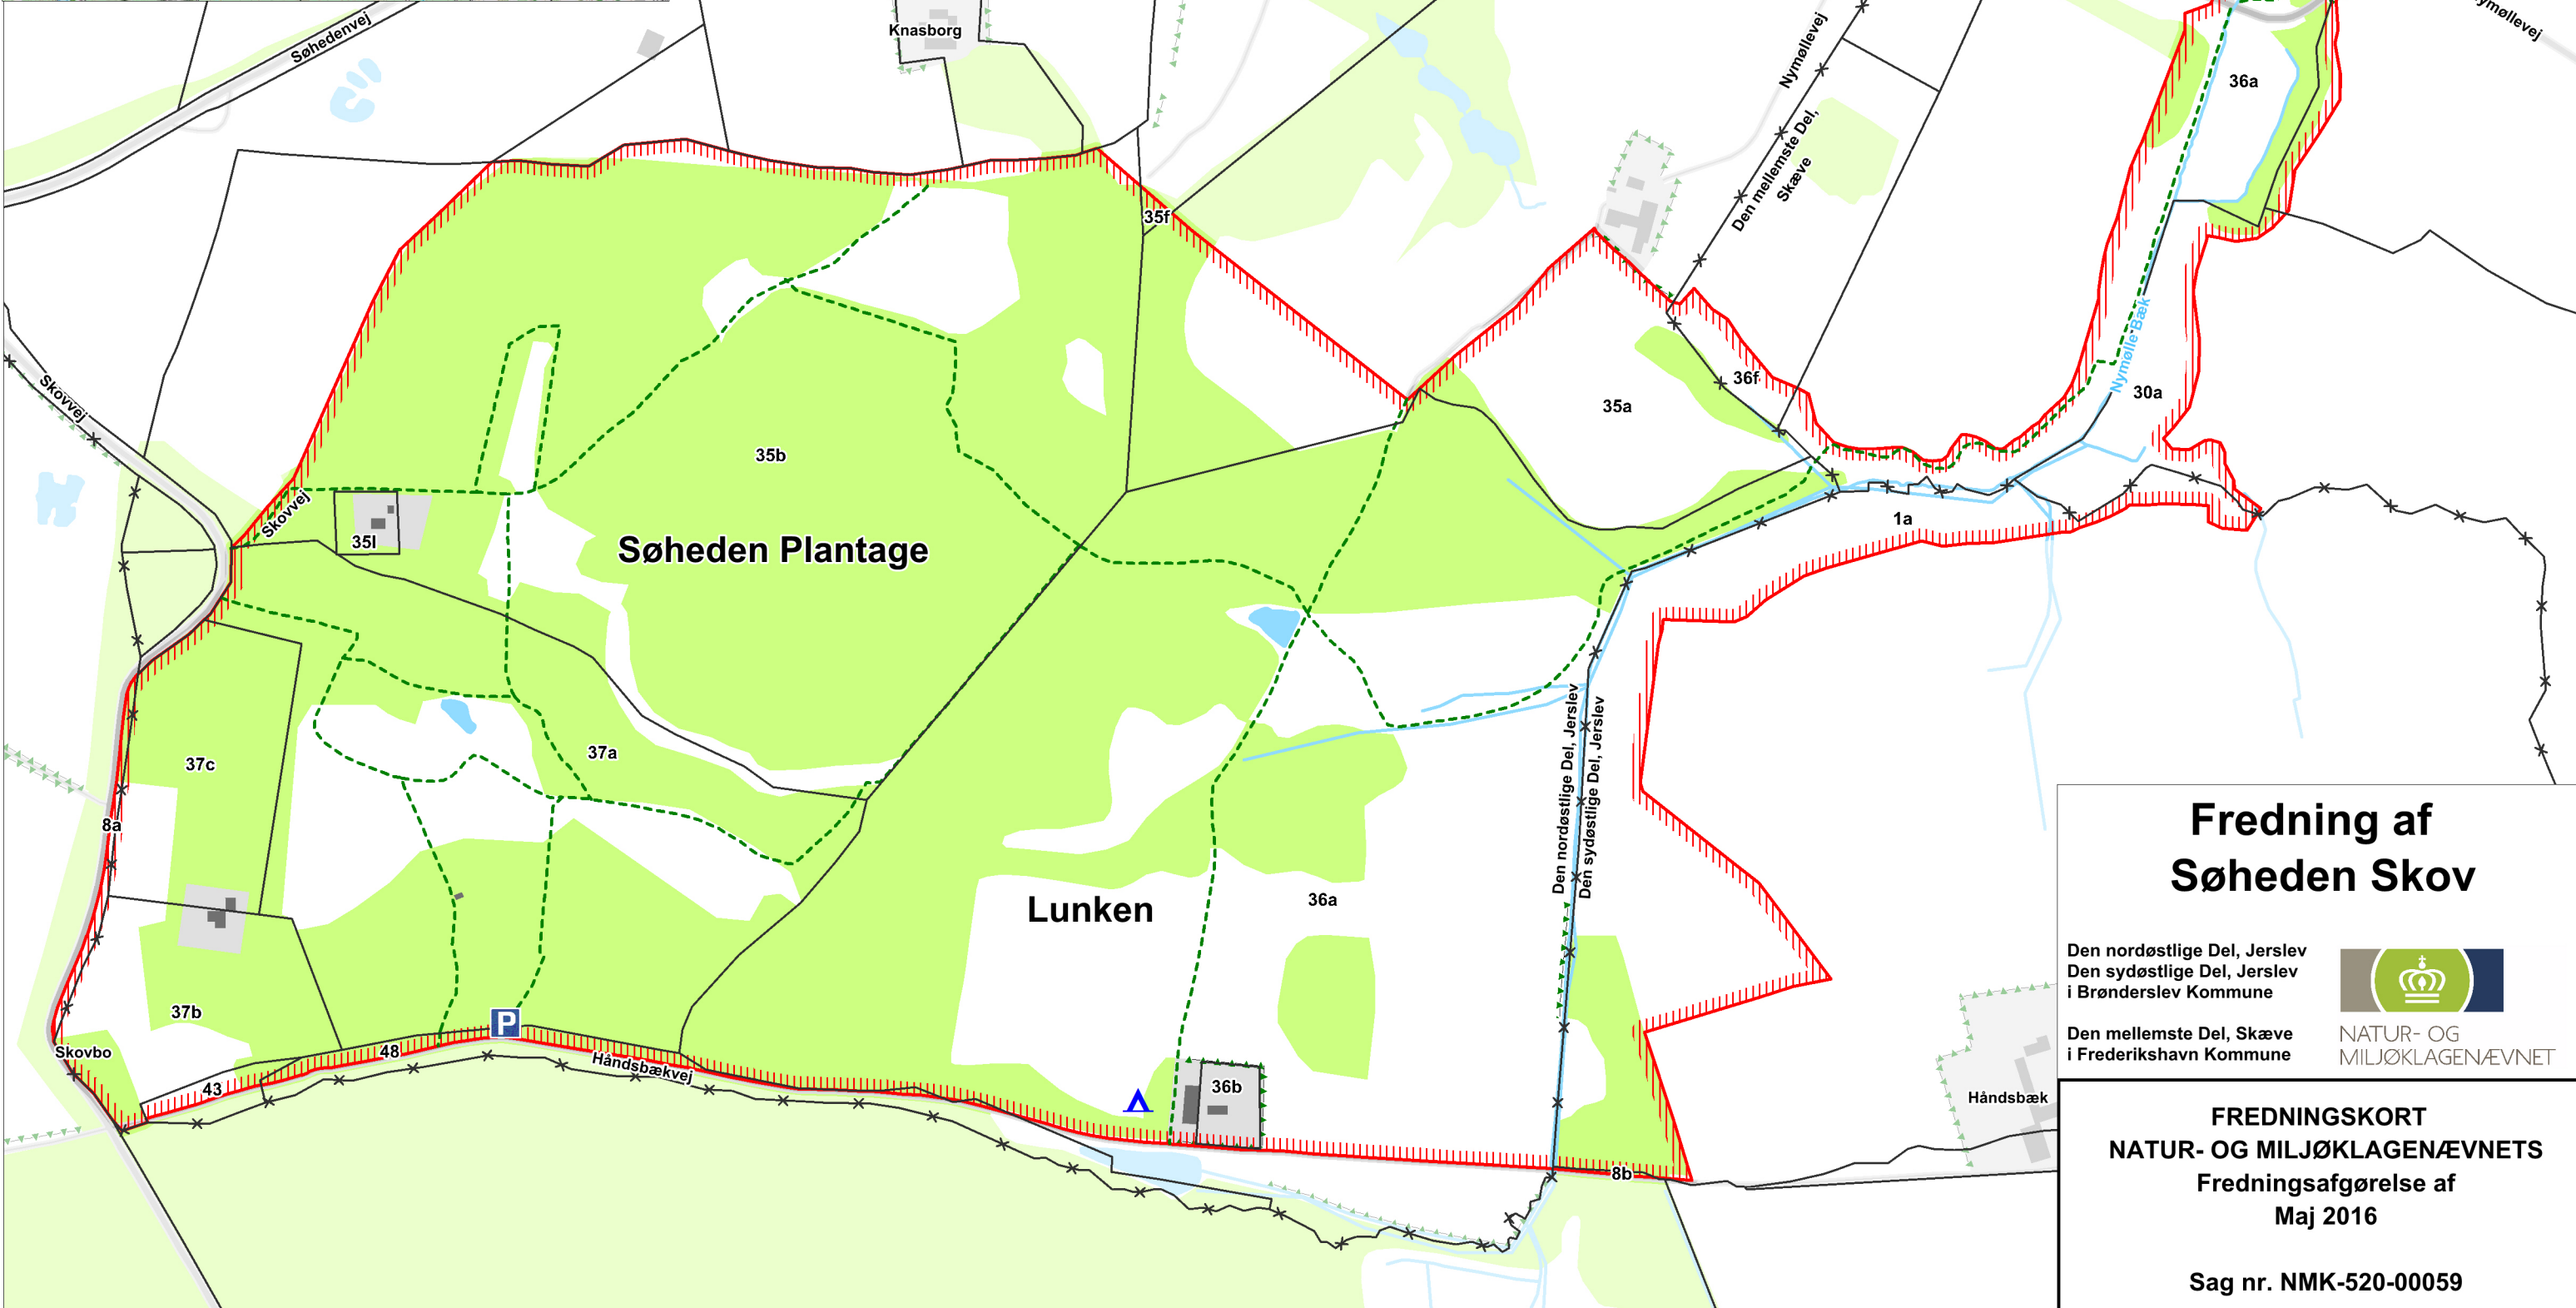 Søhedenvej
Knasborg
Nymøllevej
Den mellemste Del,
Skæve
36a
ymøllevej
35f
Skovvej
Nymølle Bæk
30a
36f
35a
35b
Skovvej
35l
Søheden Plantage
1a
37c
37a
8a
Den nordøstlige Del, Jerslev
Den sydøstlige Del, Jerslev
Lunken
36a
37b
P
Skovbo
48
43
Håndsbækvej
36b
8b
Håndsbæk
Fredning af
Søheden Skov
Den nordøstlige Del, Jerslev
Den sydøstlige Del, Jerslev
i Brønderslev Kommune
Den mellemste Del, Skæve
i Frederikshavn Kommune
NATUR- OG
MILJØKLAGENÆVNET
FREDNINGSKORT
NATUR- OG MILJØKLAGENÆVNETS
Fredningsafgørelse af
Maj 2016
Sag nr. NMK-520-00059